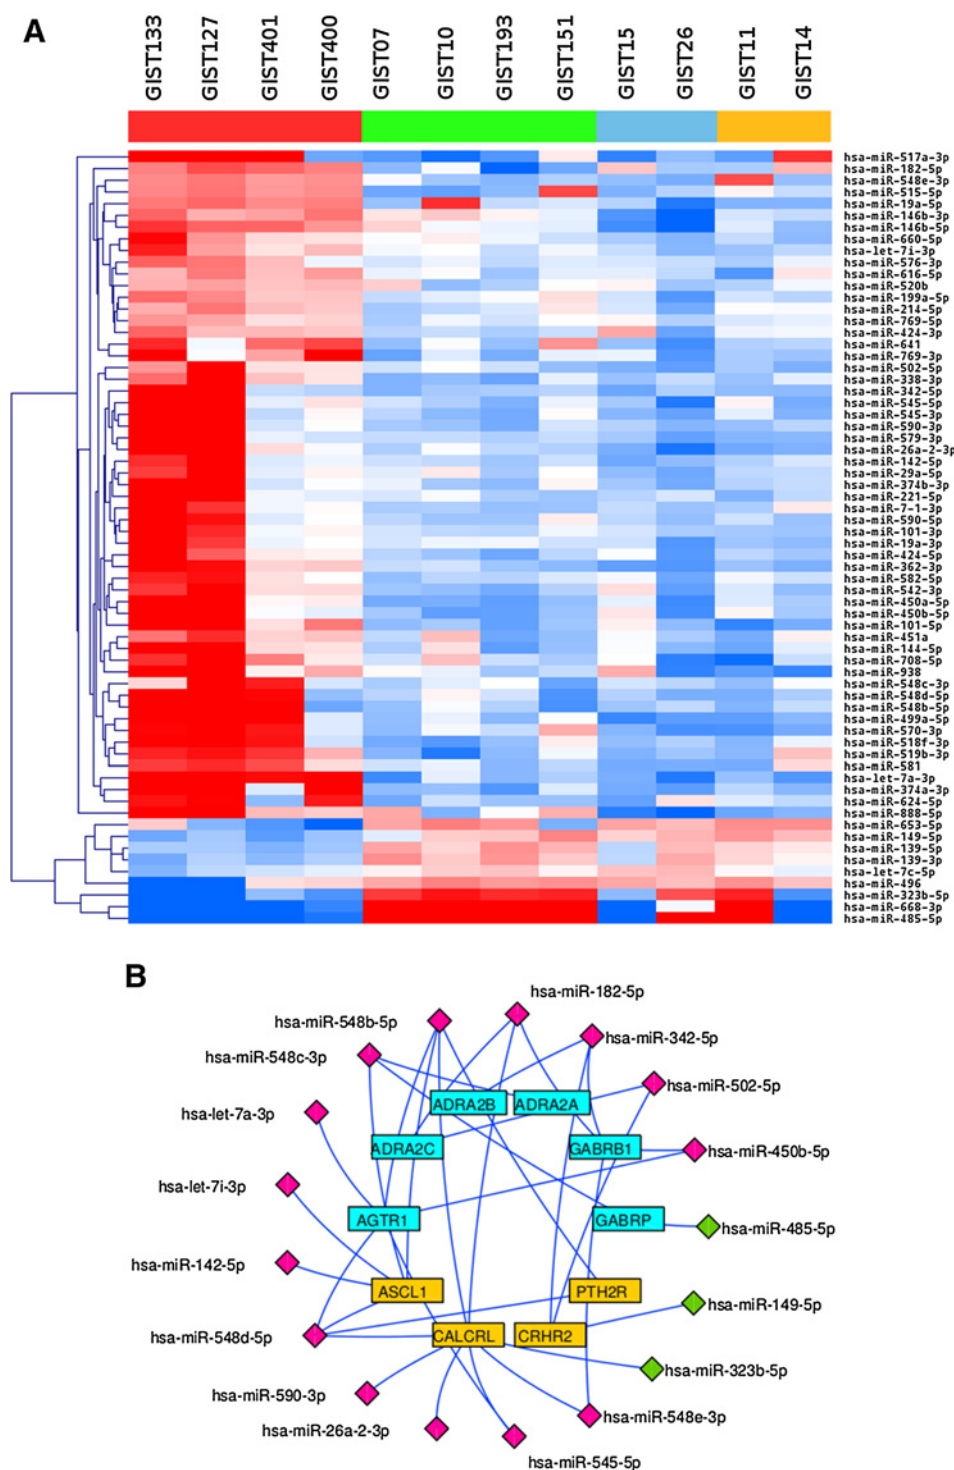 A
GIST133
GIST127
GIST401
GIST400
GIST07
GIST10
GIST193
GIST151
GIST15
GIST26
GIST11
GIST14
hsa-miR-517a-3p
hsa-miR-182-5p
hsa-miR-548e-3p
hsa-miR-515-5p
hsa-miR-19a-5p
hsa-miR-146b-3p
hsa-miR-146b-5p
hsa-miR-660-5p
hsa-let-7i-3p
hsa-miR-576-3p
hsa-miR-616-5p
hsa-miR-520b
hsa-miR-199a-5p
hsa-miR-214-5p
hsa-miR-769-5p
hsa-miR-424-3p
hsa-miR-641
hsa-miR-769-3p
hsa-miR-502-5p
hsa-miR-338-3p
hsa-miR-342-5p
hsa-miR-545-5p
hsa-miR-545-3p
hsa-miR-590-3p
hsa-miR-579-3p
hsa-miR-26a-2-3p
hsa-miR-142-5p
hsa-miR-29a-5p
hsa-miR-374b-3p
hsa-miR-221-5p
hsa-miR-7-1-3p
hsa-miR-590-5p
hsa-miR-101-3p
hsa-miR-19a-3p
hsa-miR-424-5p
hsa-miR-362-3p
hsa-miR-582-5p
hsa-miR-542-3p
hsa-miR-450a-5p
hsa-miR-450b-5p
hsa-miR-101-5p
hsa-miR-451a
hsa-miR-144-5p
hsa-miR-708-5p
hsa-miR-938
hsa-miR-548c-3p
hsa-miR-548d-5p
hsa-miR-548b-5p
hsa-miR-499a-5p
hsa-miR-570-3p
hsa-miR-518f-3p
hsa-miR-519b-3p
hsa-miR-581
hsa-let-7a-3p
hsa-miR-374a-3p
hsa-miR-624-5p
hsa-miR-888-5p
hsa-miR-653-5p
hsa-miR-149-5p
hsa-miR-139-5p
hsa-miR-139-3p
hsa-let-7c-5p
hsa-miR-496
hsa-miR-323b-5p
hsa-miR-668-3p
hsa-miR-485-5p
B
hsa-miR-182-5p
hsa-miR-548b-5p
hsa-miR-342-5p
hsa-miR-548c-3p
hsa-miR-502-5p
ADRA2B
ADRA2A
hsa-let-7a-3p
ADRA2C
GABRB1
hsa-miR-450b-5p
hsa-let-7i-3p
AGTR1
GABRP
hsa-miR-485-5p
hsa-miR-142-5p
ASCL1
PTH2R
hsa-miR-149-5p
hsa-miR-548d-5p
CALCRL
CRHR2
hsa-miR-323b-5p
hsa-miR-590-3p
hsa-miR-548e-3p
hsa-miR-26a-2-3p
hsa-miR-545-5p